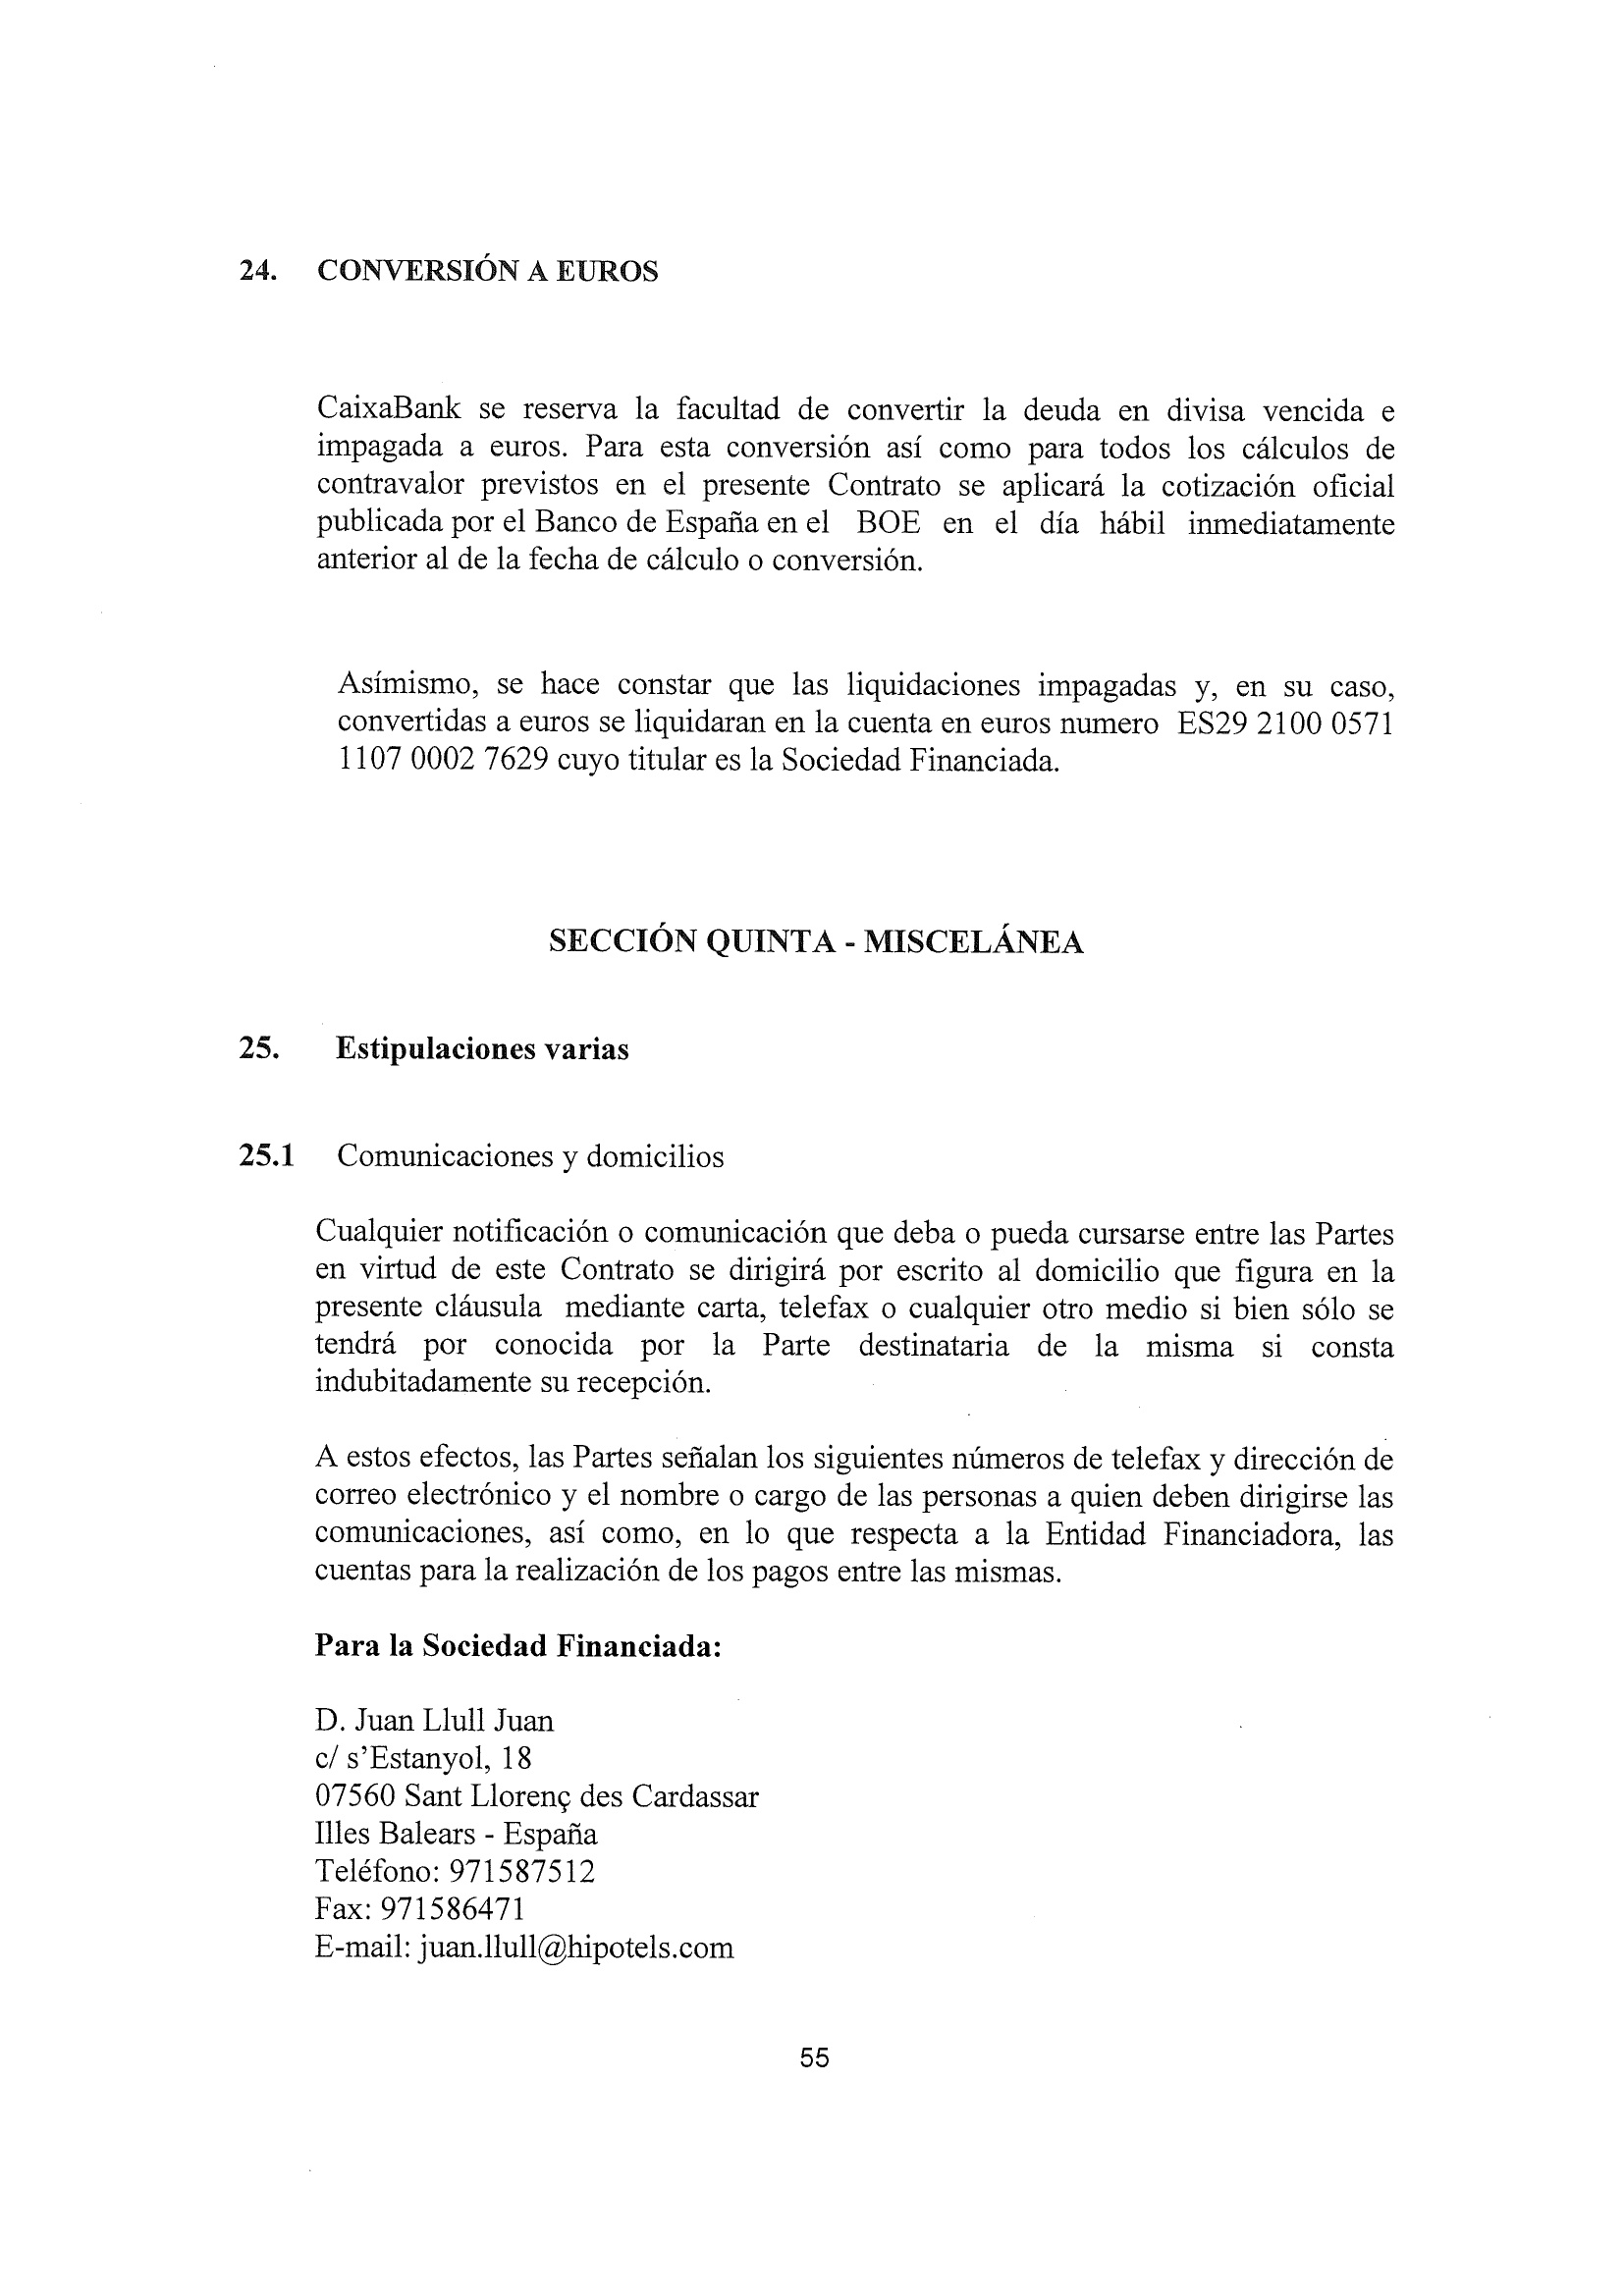 24. CONVERSIÓN A EUROS
CaixaBank se reserva la facultad de convertir la deuda en divisa vencida e
impagada a euros. Para esta conversión así como para todos los cálculos de
contravalor previstos en el presente Contrato se aplicará la cotización oficial
publicada por el Banco de España en el BOE en el día hábil inmediatamente
anterior al de la fecha de cálculo o conversión.
Asímismo, se hace constar que las liquidaciones impagadas y, en su caso,
convertidas a euros se liquidaran en la cuenta en euros numero ES29 2100 0571
1107 0002 7629 cuyo titular es la Sociedad Financiada.
SECCIÓN QUINTA - MISCELÁNEA
25. Estipulaciones varias
25.1 Comunicaciones y domicilios
Cualquier notificación o comunicación que deba o pueda cursarse entre las Partes
en virtud de este Contrato se dirigirá por escrito al domicilio que figura en la
presente cláusula mediante carta, telefax o cualquier otro medio si bien sólo se
tendrá por conocida por la Parte destinataria de la misma si consta
indubitadamente su recepción.
A estos efectos, las Partes señalan los siguientes números de telefax y dirección de
correo electrónico y el nombre o cargo de las personas a quien deben dirigirse las
comunicaciones, así como, en lo que respecta a la Entidad Financiadora, las
cuentas para la realización de los pagos entre las mismas.
Para la Sociedad Financiada:
D. Juan Llull Juan
c/ s’Estanyol, 18
07560 Sant Llorenç des Cardassar
Illes Balears - España
Teléfono: 971587512
Fax: 971586471
E-mail: juan.llull@hipotels.com
55